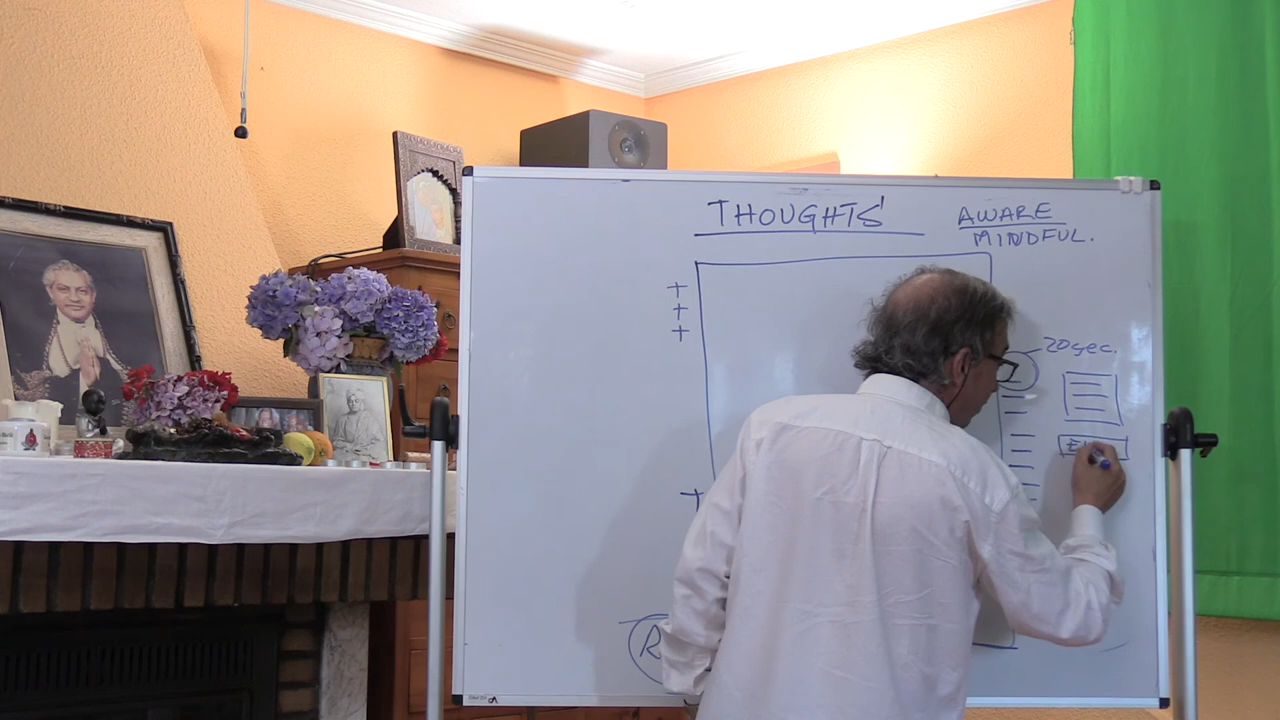 THOUGHTS'
AWARE
MINDFUL.
+
+
+
20sec.
+
R